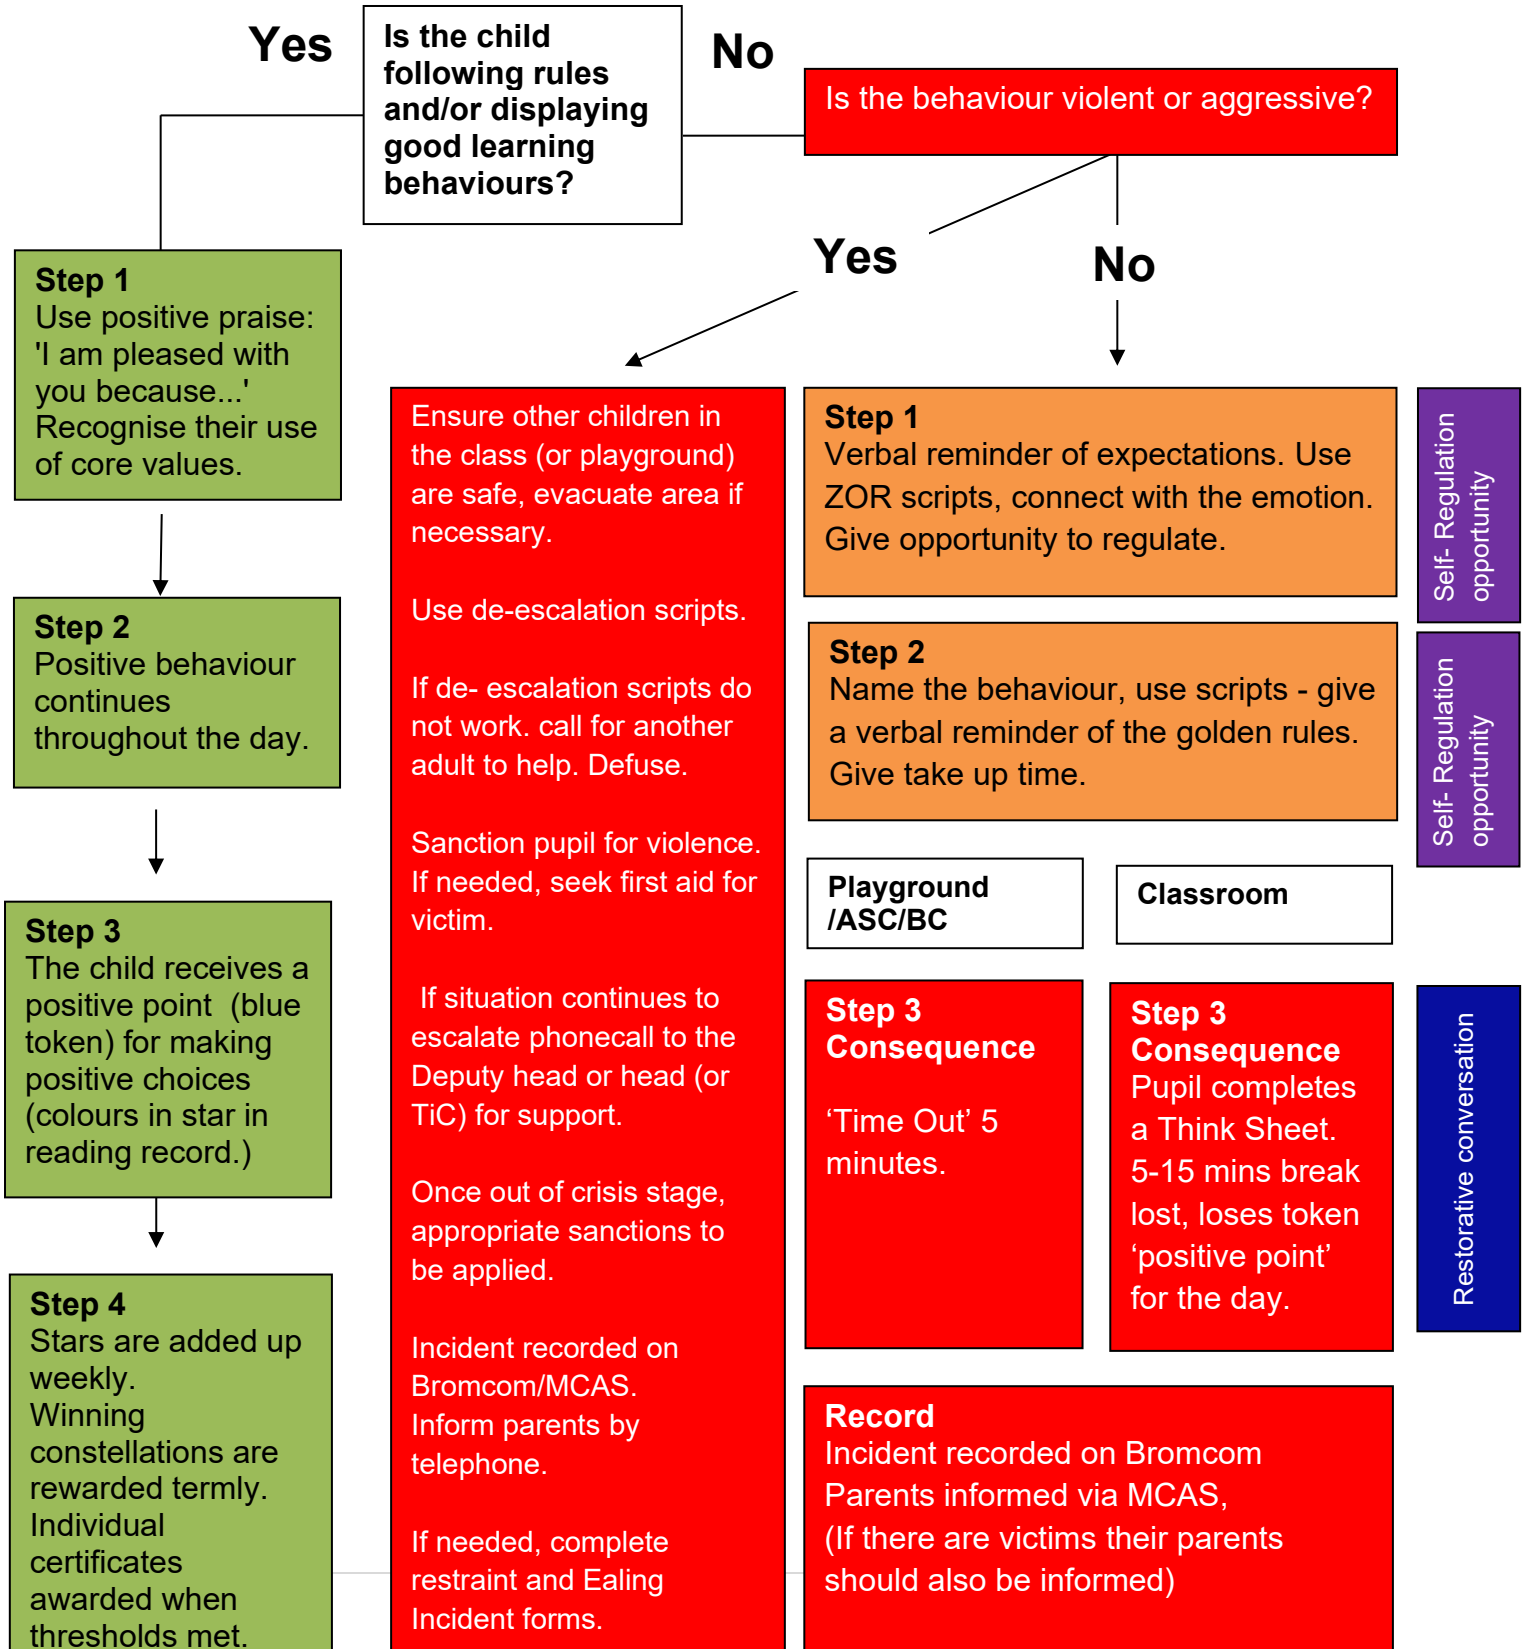 Yes
Is the child
following rules
and/or displaying
good learning
behaviours?
No
Is the behaviour violent or aggressive?
Yes
No
Step 1
Use positive praise:
'I am pleased with
you because...'
Recognise their use
of core values.
Step 2
Positive behaviour
continues
throughout the day.
Step 3
The child receives a
positive point  (blue
token) for making
positive choices
(colours in star in
reading record.)
Step 4
Stars are added up
weekly.
Winning
constellations are
rewarded termly.
Individual
certificates
awarded when
thresholds met.
Ensure other children in
the class (or playground)
are safe, evacuate area if
necessary.
Use de-escalation scripts.
If de- escalation scripts do
not work. call for another
adult to help. Defuse.
Sanction pupil for violence.
If needed, seek first aid for
victim.
If situation continues to
escalate phonecall to the
Deputy head or head (or
TiC) for support.
Once out of crisis stage,
appropriate sanctions to
be applied.
Incident recorded on
Bromcom/MCAS.
Inform parents by
telephone.
If needed, complete
restraint and Ealing
Incident forms.
Step 1
Verbal reminder of expectations. Use
ZOR scripts, connect with the emotion.
Give opportunity to regulate.
Self- Regulation
opportunity
Step 2
Name the behaviour, use scripts - give
a verbal reminder of the golden rules.
Give take up time.
Self- Regulation
opportunity
Playground
/ASC/BC
Classroom
Step 3
Consequence
‘Time Out’ 5
minutes.
Step 3
Consequence
Pupil completes
a Think Sheet.
5-15 mins break
lost, loses token
‘positive point’
for the day.
Restorative conversation
Record
Incident recorded on Bromcom
Parents informed via MCAS,
(If there are victims their parents
should also be informed)